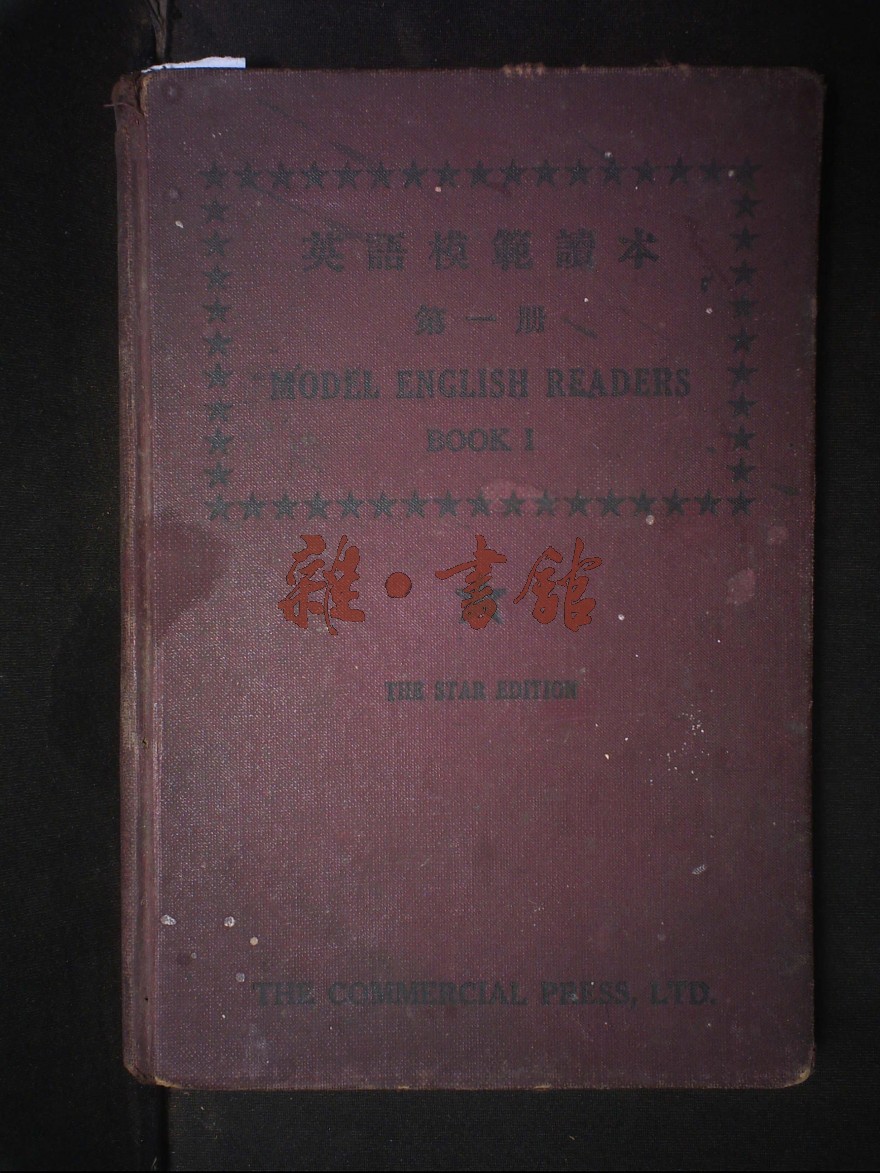 英語模範讀本
第一册
MODEL ENGLISH READERS
BOOK I
雜·書館
THE STAR EDITION
THE COMMERCIAL PRESS, LTD.